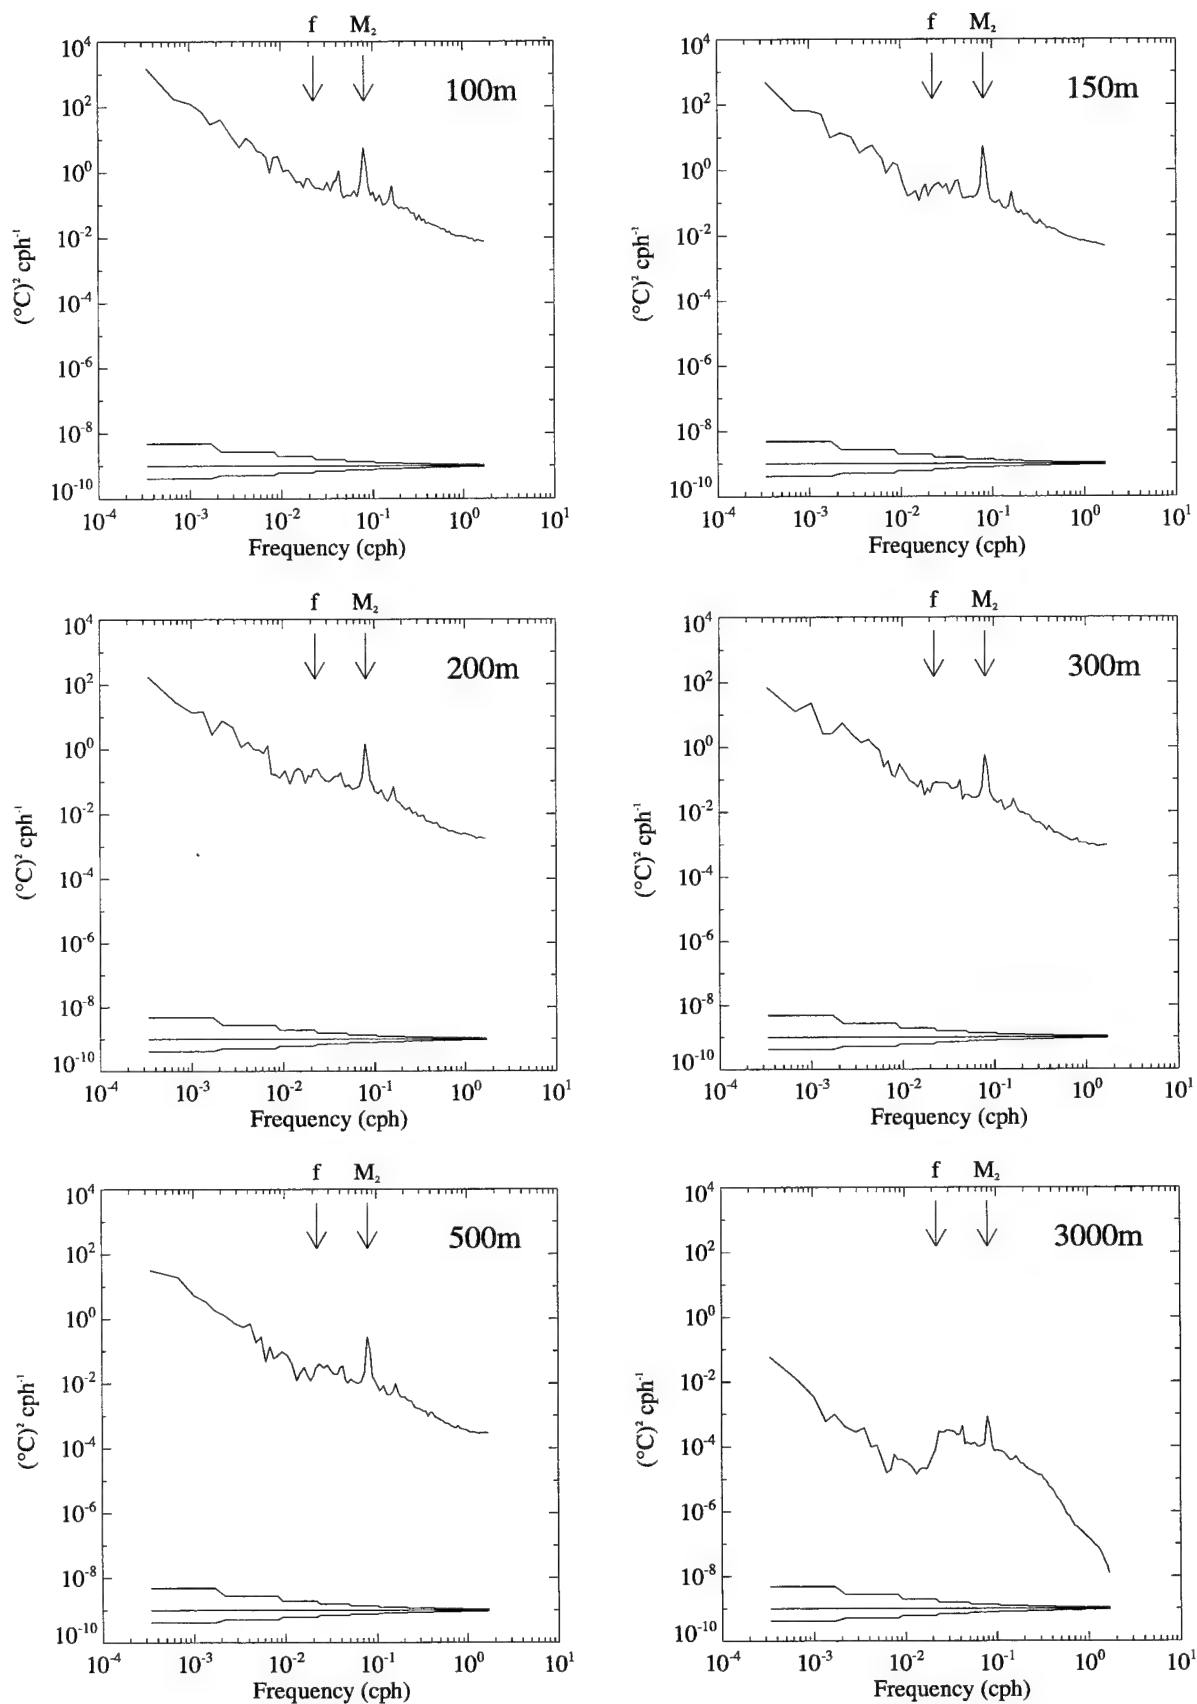 f M₂
10⁴
10²
10⁰
10⁻²
10⁻⁴
10⁻⁶
10⁻⁸
10⁻¹⁰
(°C)² cph⁻¹
100m
10⁻⁴ 10⁻³ 10⁻² 10⁻¹ 10⁰ 10¹
Frequency (cph)
f M₂
10⁴
10²
10⁰
10⁻²
10⁻⁴
10⁻⁶
10⁻⁸
10⁻¹⁰
(°C)² cph⁻¹
150m
10⁻⁴ 10⁻³ 10⁻² 10⁻¹ 10⁰ 10¹
Frequency (cph)
f M₂
10⁴
10²
10⁰
10⁻²
10⁻⁴
10⁻⁶
10⁻⁸
10⁻¹⁰
(°C)² cph⁻¹
200m
10⁻⁴ 10⁻³ 10⁻² 10⁻¹ 10⁰ 10¹
Frequency (cph)
f M₂
10⁴
10²
10⁰
10⁻²
10⁻⁴
10⁻⁶
10⁻⁸
10⁻¹⁰
(°C)² cph⁻¹
300m
10⁻⁴ 10⁻³ 10⁻² 10⁻¹ 10⁰ 10¹
Frequency (cph)
f M₂
10⁴
10²
10⁰
10⁻²
10⁻⁴
10⁻⁶
10⁻⁸
10⁻¹⁰
(°C)² cph⁻¹
500m
10⁻⁴ 10⁻³ 10⁻² 10⁻¹ 10⁰ 10¹
Frequency (cph)
f M₂
10⁴
10²
10⁰
10⁻²
10⁻⁴
10⁻⁶
10⁻⁸
10⁻¹⁰
(°C)² cph⁻¹
3000m
10⁻⁴ 10⁻³ 10⁻² 10⁻¹ 10⁰ 10¹
Frequency (cph)